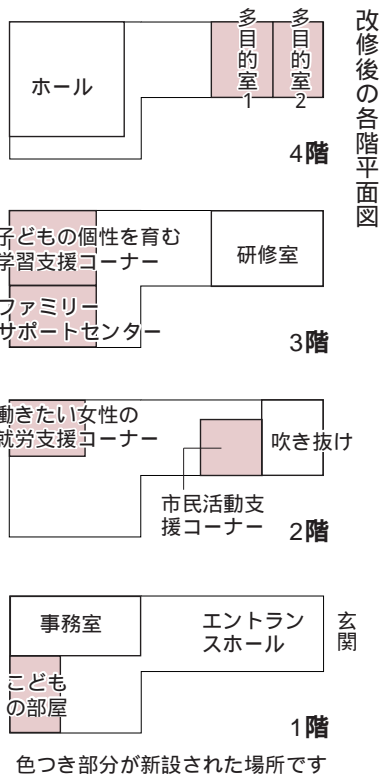 改修後の各階平面図
ホール
多目的室1
多目的室2
4階
子どもの個性を育む
学習支援コーナー
研修室
ファミリー
サポートセンター
3階
働きたい女性の
就労支援コーナー
吹き抜け
市民活動支
援コーナー
2階
事務室
エントラン
スホール
玄関
こども
の部屋
1階
色つき部分が新設された場所です